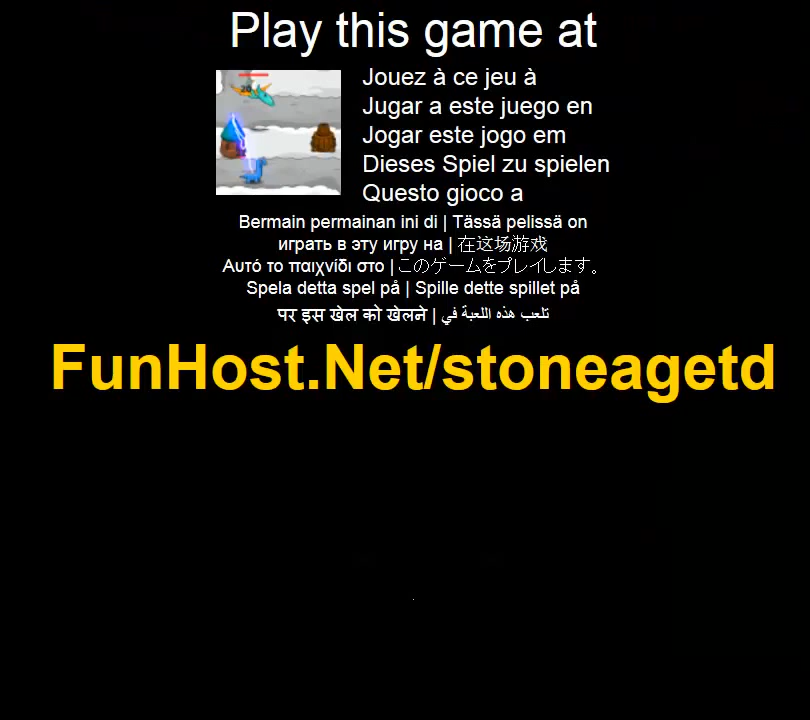 Play this game at
20
Jouez à ce jeu à
Jugar a este juego en
Jogar este jogo em
Dieses Spiel zu spielen
Questo gioco a
Bermain permainan ini di | Tässä pelissä on
играть в эту игру на | 在这场游戏
Αυτό το παιχνίδι στο | このゲームをプレイします。
Spela detta spel på | Spille dette spillet på
पर इस खेल को खेलने | تلعب هذه اللعبة في
FunHost.Net/stoneagetd